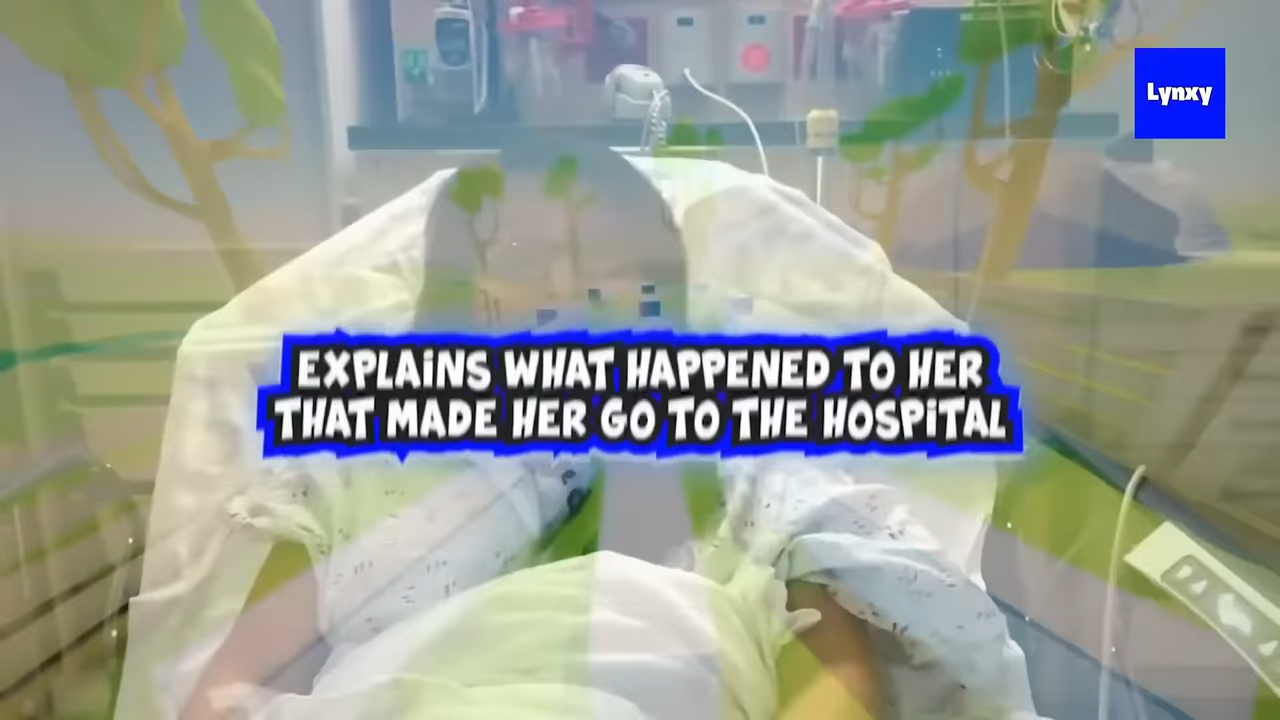 Lynxy
EXPLAINS WHAT HAPPENED TO HER
THAT MADE HER GO TO THE HOSPITAL